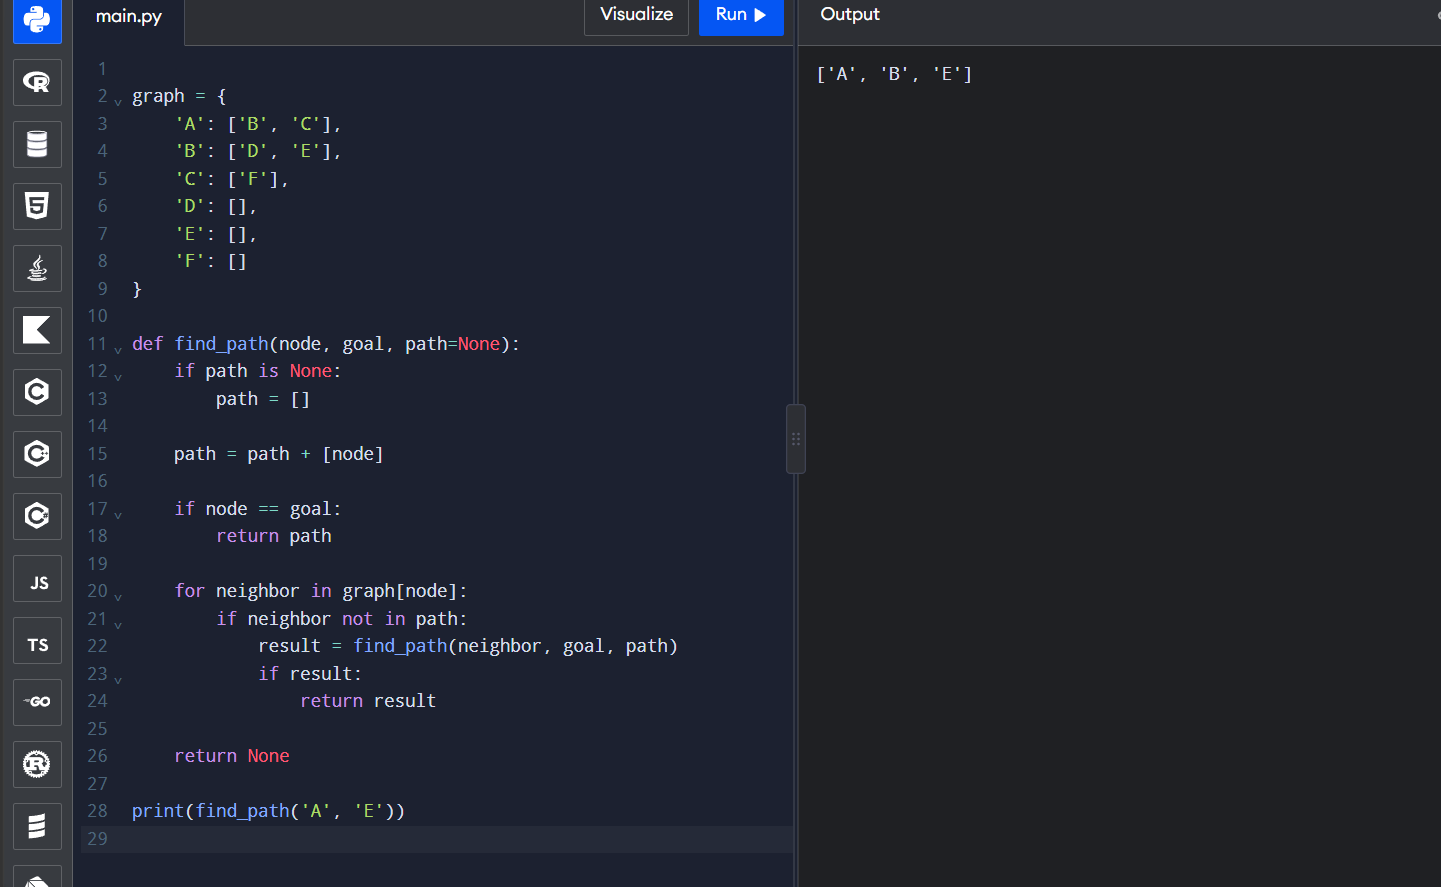 main.py
Visualize
Run
Output
1
2 graph = {
3     'A': ['B', 'C'],
4     'B': ['D', 'E'],
5     'C': ['F'],
6     'D': [],
7     'E': [],
8     'F': []
9 }
10
11 def find_path(node, goal, path=None):
12     if path is None:
13         path = []
14
15     path = path + [node]
16
17     if node == goal:
18         return path
19
20     for neighbor in graph[node]:
21         if neighbor not in path:
22             result = find_path(neighbor, goal, path)
23             if result:
24                 return result
25
26     return None
27
28 print(find_path('A', 'E'))
29
['A', 'B', 'E']
R
5
C
C++
C#
JS
TS
GO
R